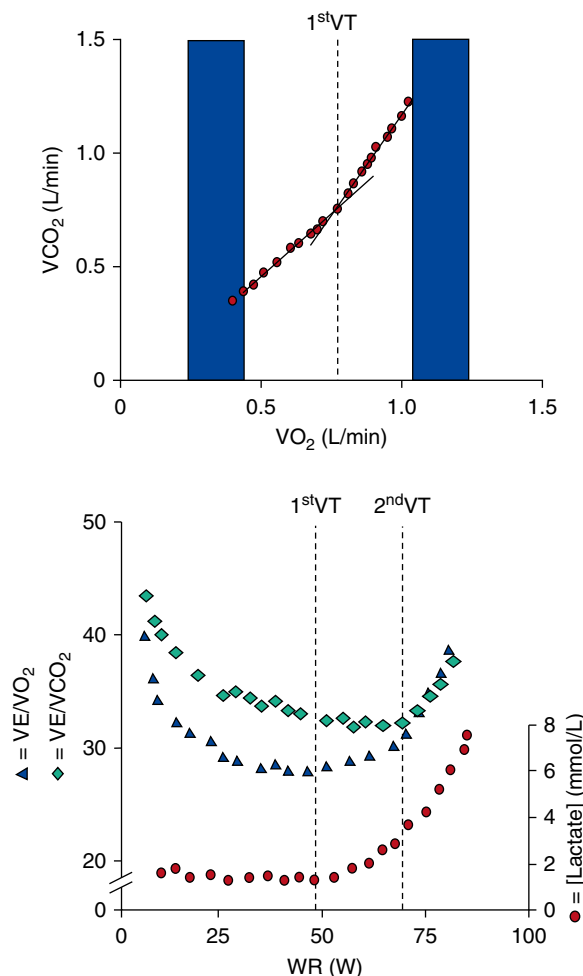 1stVT
1.5
1.0
0.5
0
VCO2 (L/min)
0 0.5 1.0 1.5
VO2 (L/min)
1stVT 2ndVT
50
40
30
20
0
▲ = VE/VO2
◆ = VE/VCO2
8
6
4
2
0
● = [Lactate] (mmol/L)
0 25 50 75 100
WR (W)